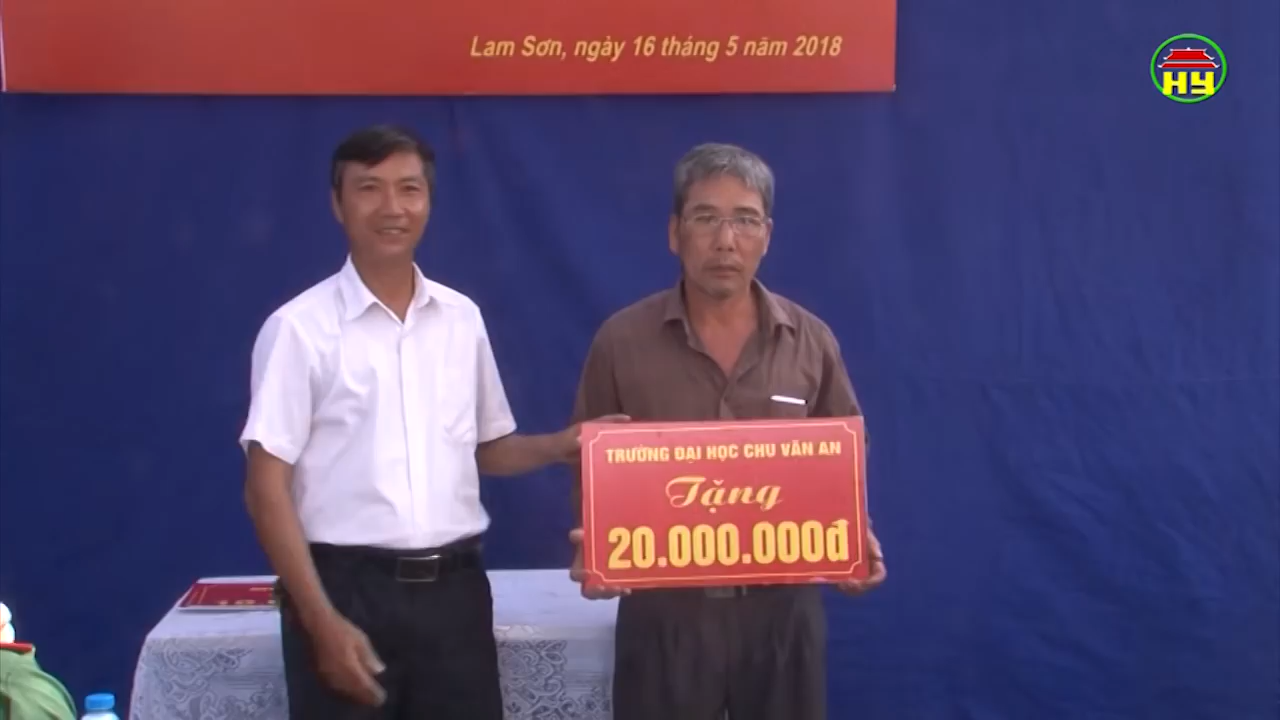 Lam Sơn, ngày 16 tháng 5 năm 2018
HY
TRƯỜNG ĐẠI HỌC CHU VĂN AN
Tặng
20.000.000đ